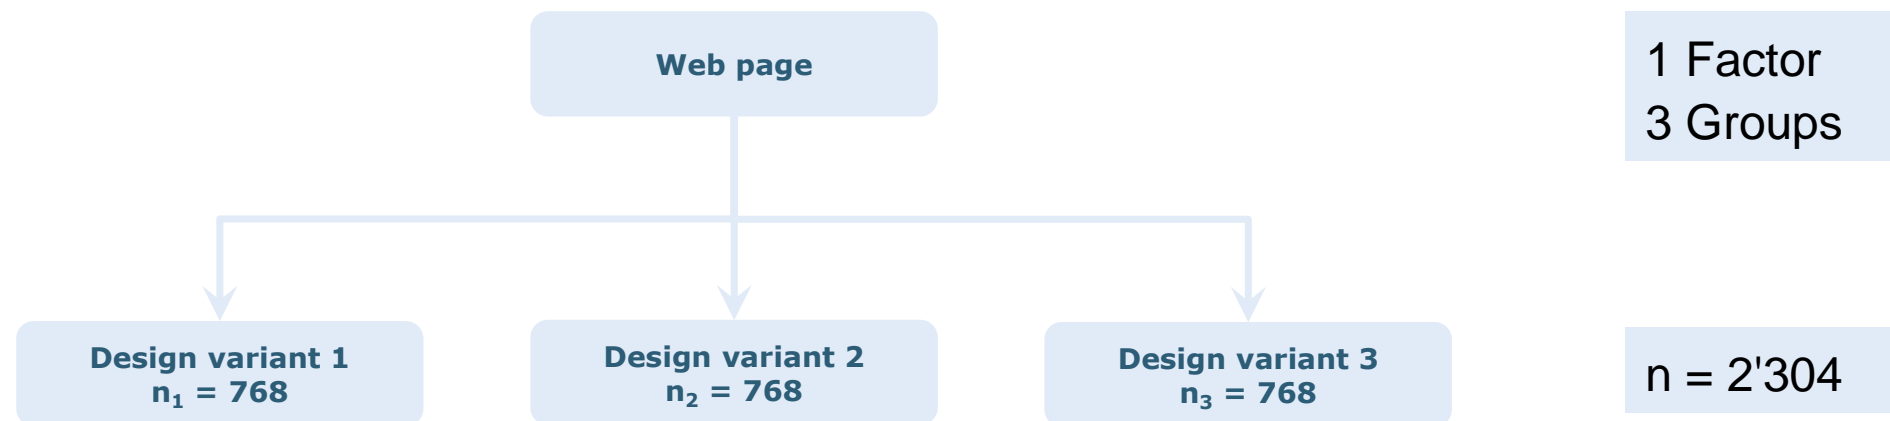 Web page
1 Factor
3 Groups
Design variant 1
n₁ = 768
Design variant 2
n₂ = 768
Design variant 3
n₃ = 768
n = 2'304